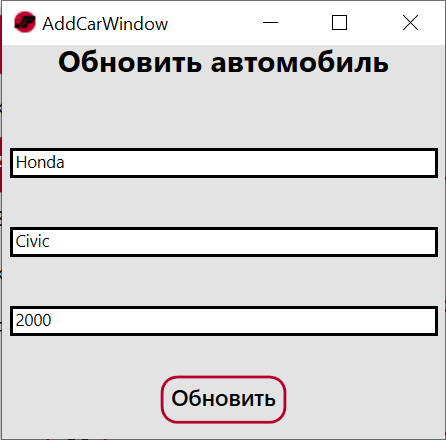 AddCarWindow
Обновить автомобиль
Honda
Civic
2000
Обновить